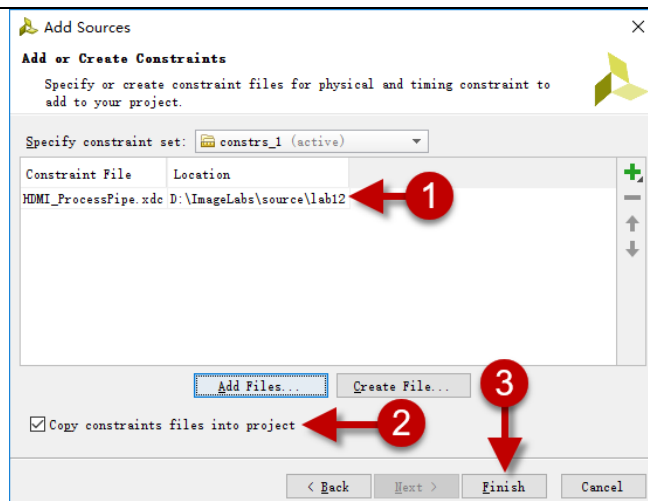 Add Sources
Add or Create Constraints
Specify or create constraint files for physical and timing constraint to
add to your project.
Specify constraint set: constrs_1 (active)
Constraint File Location
HDMI_ProcessPipe.xdc D:\ImageLabs\source\lab12
1
Add Files... Create File...
3
Copy constraints files into project
2
< Back Next > Finish Cancel